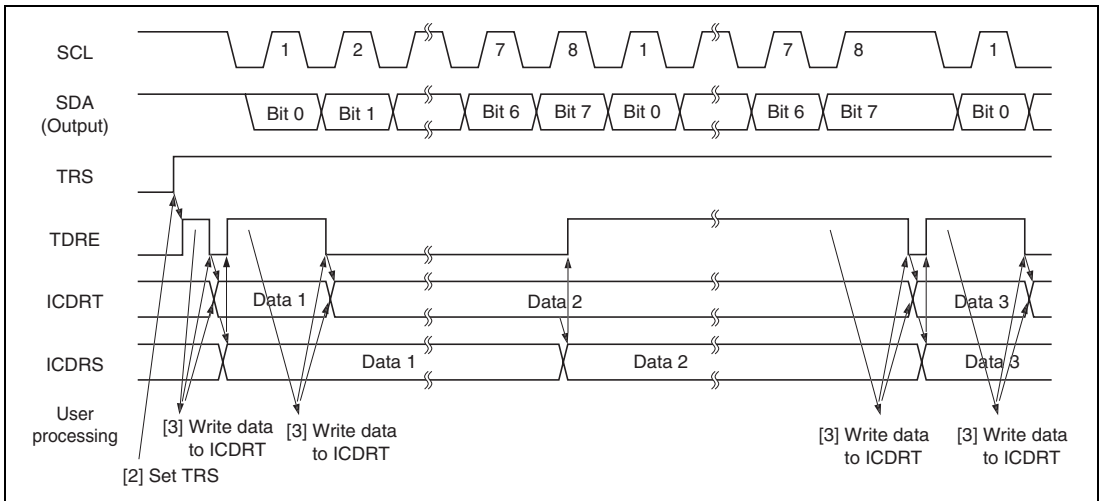 SCL
1 2 7 8 1 7 8 1
SDA
(Output)
Bit 0 Bit 1 Bit 6 Bit 7 Bit 0 Bit 6 Bit 7 Bit 0
TRS
TDRE
ICDRT
Data 1 Data 2 Data 3
ICDRS
Data 1 Data 2 Data 3
User
processing
[3] Write data
to ICDRT
[3] Write data
to ICDRT
[3] Write data
to ICDRT
[3] Write data
to ICDRT
[2] Set TRS